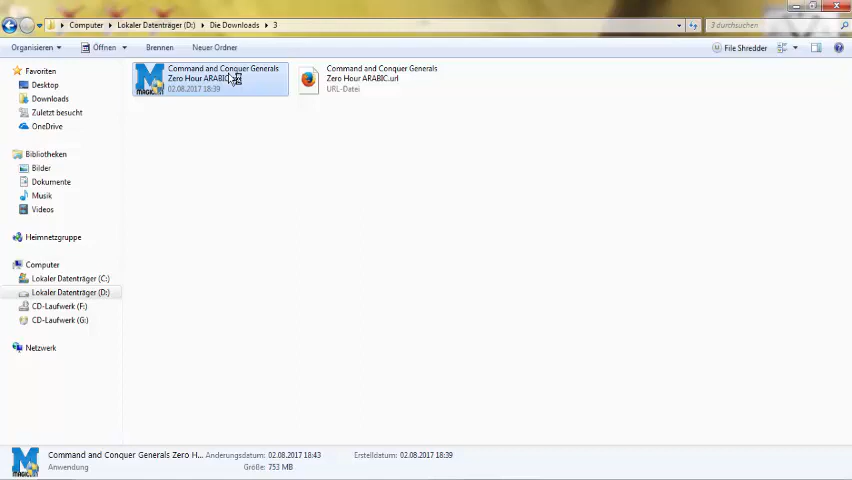 Computer ▸ Lokaler Datenträger (D:) ▸ Die Downloads ▸ 3
3 durchsuchen
Organisieren
Öffnen
Brennen
Neuer Ordner
File Shredder
Favoriten
Desktop
Downloads
Zuletzt besucht
OneDrive
Bibliotheken
Bilder
Dokumente
Musik
Videos
Heimnetzgruppe
Computer
Lokaler Datenträger (C:)
Lokaler Datenträger (D:)
CD-Laufwerk (F:)
CD-Laufwerk (G:)
Netzwerk
Command and Conquer Generals
Zero Hour ARABIC
02.08.2017 18:39
Command and Conquer Generals
Zero Hour ARABIC.url
URL-Datei
Command and Conquer Generals Zero H...
Änderungsdatum: 02.08.2017 18:43
Erstelldatum: 02.08.2017 18:39
Anwendung
Größe: 753 MB